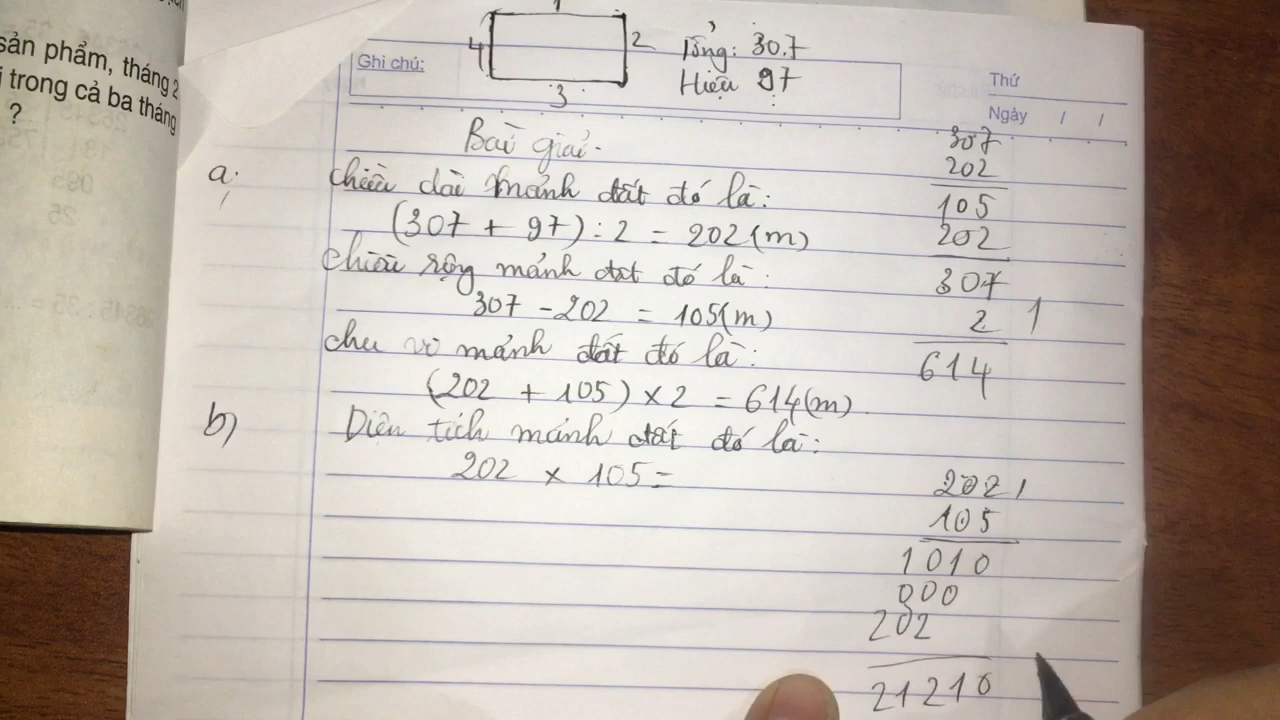 sản phẩm, tháng 2
i trong cả ba tháng
?
1
4
2
3
Tổng: 307
Hiệu 97
Ghi chú:
Thứ
Ngày / /
Bài giải.
a,
Chiều dài mảnh đất đó là:
(307 + 97) : 2 = 202 (m)
Chiều rộng mảnh đất đó là:
307 - 202 = 105 (m)
Chu vi mảnh đất đó là:
(202 + 105) × 2 = 614 (m)
b)
Diên tích mảnh đất đó là:
202 × 105 =
307
202
105
202
307
2 1
614
202
105
1010
000
202
21210